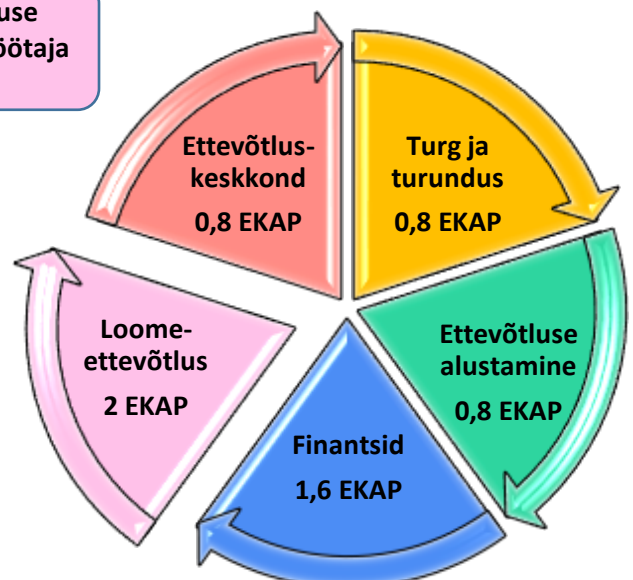 Ettevõtlus-
keskkond
0,8 EKAP
Turg ja
turundus
0,8 EKAP
Ettevõtluse
alustamine
0,8 EKAP
Finantsid
1,6 EKAP
Loome-
ettevõtlus
2 EKAP